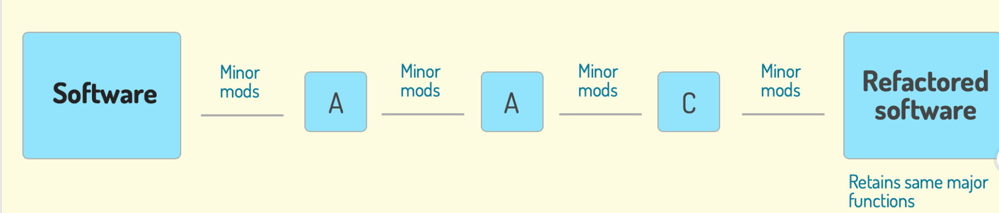 Software
Minor
mods
A
Minor
mods
A
Minor
mods
C
Minor
mods
Refactored
software
Retains same major
functions